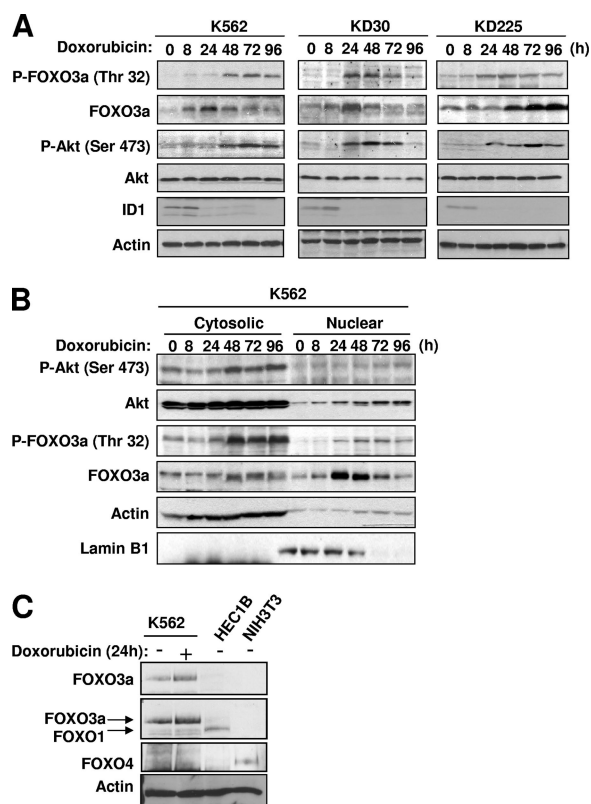 A
K562 KD30 KD225
Doxorubicin: 0 8 24 48 72 96 0 8 24 48 72 96 0 8 24 48 72 96 (h)
P-FOXO3a (Thr 32)
FOXO3a
P-Akt (Ser 473)
Akt
ID1
Actin
B
K562
Cytosolic Nuclear
Doxorubicin: 0 8 24 48 72 96 0 8 24 48 72 96 (h)
P-Akt (Ser 473)
Akt
P-FOXO3a (Thr 32)
FOXO3a
Actin
Lamin B1
C
K562 HEC1B NIH3T3
Doxorubicin (24h): - + - -
FOXO3a
FOXO3a
FOXO1
FOXO4
Actin